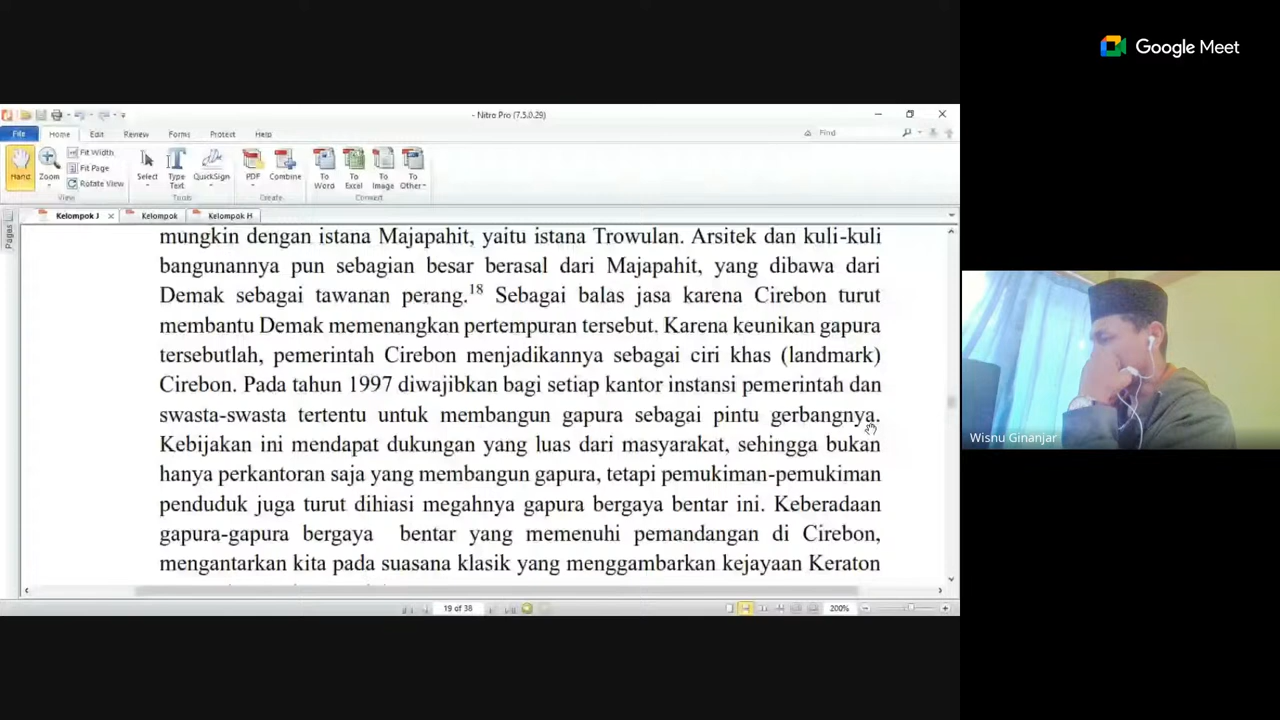 Google Meet
- Nitro Pro (7.5.0.29)
File Home Edit Review Forms Protect Help
Find
Hand
Zoom
Fit Width
Fit Page
Rotate View
View
Select
Type Text
QuickSign
Tools
PDF
Combine
Create
To Word
To Excel
To Image
To Other
Convert
Kelompok J
Kelompok
Kelompok H
Pages
mungkin dengan istana Majapahit, yaitu istana Trowulan. Arsitek dan kuli-kuli
bangunannya pun sebagian besar berasal dari Majapahit, yang dibawa dari
Demak sebagai tawanan perang.18 Sebagai balas jasa karena Cirebon turut
membantu Demak memenangkan pertempuran tersebut. Karena keunikan gapura
tersebutlah, pemerintah Cirebon menjadikannya sebagai ciri khas (landmark)
Cirebon. Pada tahun 1997 diwajibkan bagi setiap kantor instansi pemerintah dan
swasta-swasta tertentu untuk membangun gapura sebagai pintu gerbangnya.
Kebijakan ini mendapat dukungan yang luas dari masyarakat, sehingga bukan
hanya perkantoran saja yang membangun gapura, tetapi pemukiman-pemukiman
penduduk juga turut dihiasi megahnya gapura bergaya bentar ini. Keberadaan
gapura-gapura bergaya bentar yang memenuhi pemandangan di Cirebon,
mengantarkan kita pada suasana klasik yang menggambarkan kejayaan Keraton
19 of 38
200%
Wisnu Ginanjar